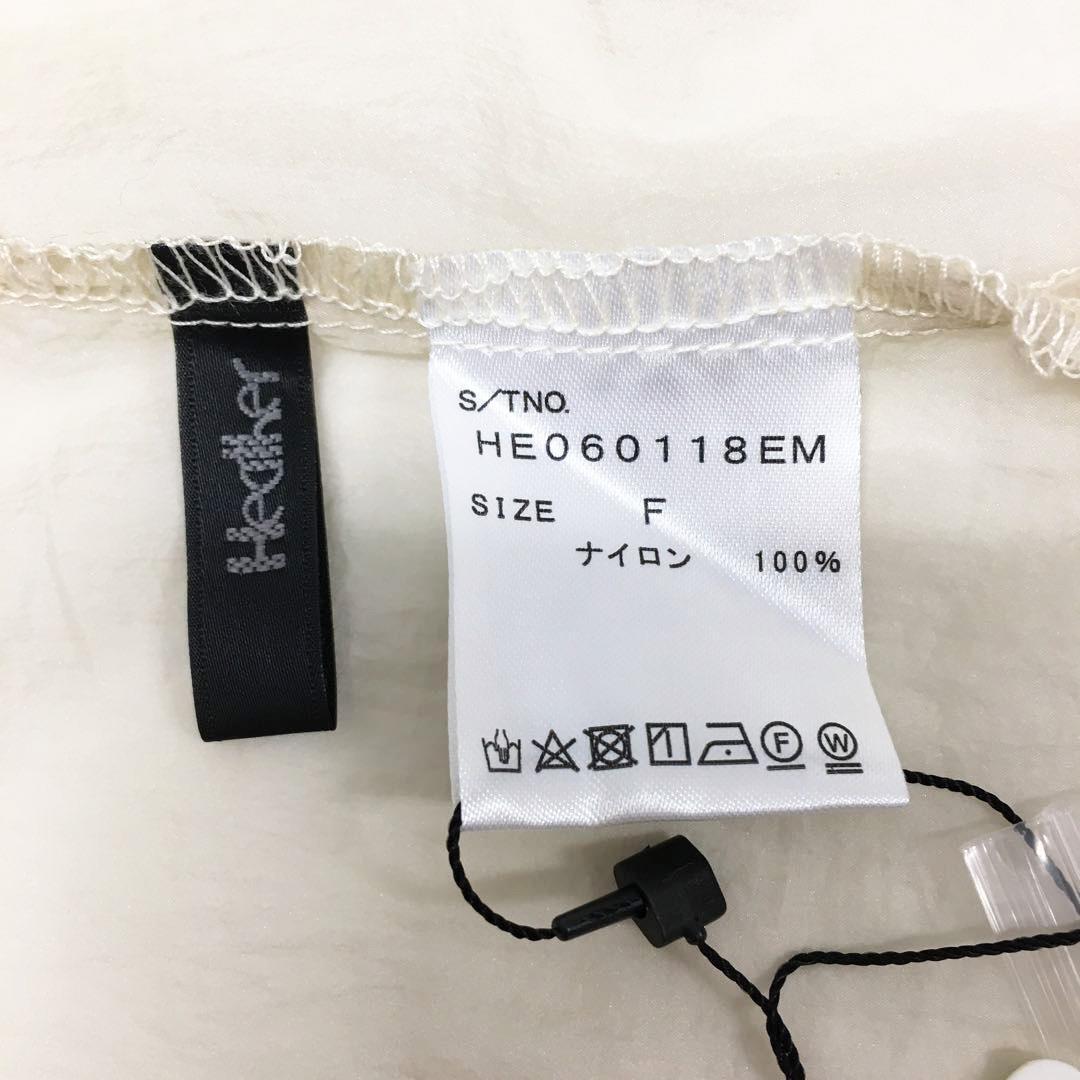 Heather
S/TNO.
HE060118EM
SIZE F
ナイロン 100%
F W